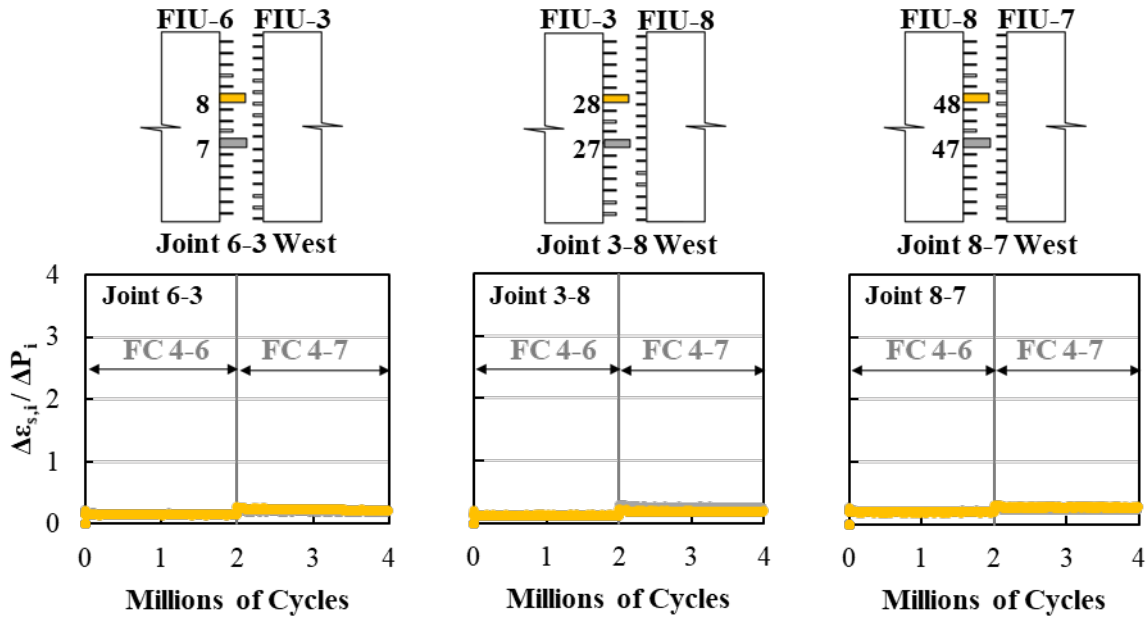 FIU-6 FIU-3
8
7
Joint 6-3 West
FIU-3 FIU-8
28
27
Joint 3-8 West
FIU-8 FIU-7
48
47
Joint 8-7 West
Δεs,i / ΔPi
4
3
2
1
0
Joint 6-3
FC 4-6 FC 4-7
0 1 2 3 4
Millions of Cycles
Joint 3-8
FC 4-6 FC 4-7
0 1 2 3 4
Millions of Cycles
Joint 8-7
FC 4-6 FC 4-7
0 1 2 3 4
Millions of Cycles